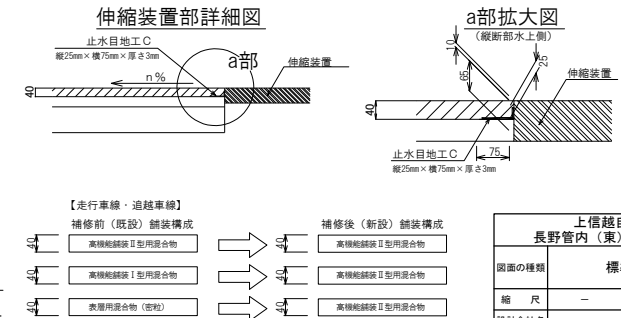 伸縮装置部詳細図
止水目地工C
縦25mm×横75mm×厚さ3mm
a部
伸縮装置
n%
40
a部拡大図
(縦断部水上側)
10
65
25
伸縮装置
40
止水目地工C
縦25mm×横75mm×厚さ3mm
75
【走行車線・追越車線】
補修前(既設)舗装構成
補修後(新設)舗装構成
40
高機能舗装Ⅱ型用混合物
40
高機能舗装Ⅱ型用混合物
40
高機能舗装Ⅰ型用混合物
40
高機能舗装Ⅱ型用混合物
40
表層用混合物(密粒)
40
高機能舗装Ⅱ型用混合物
上信越自
長野管内(東)
図面の種類
標
縮 尺
-